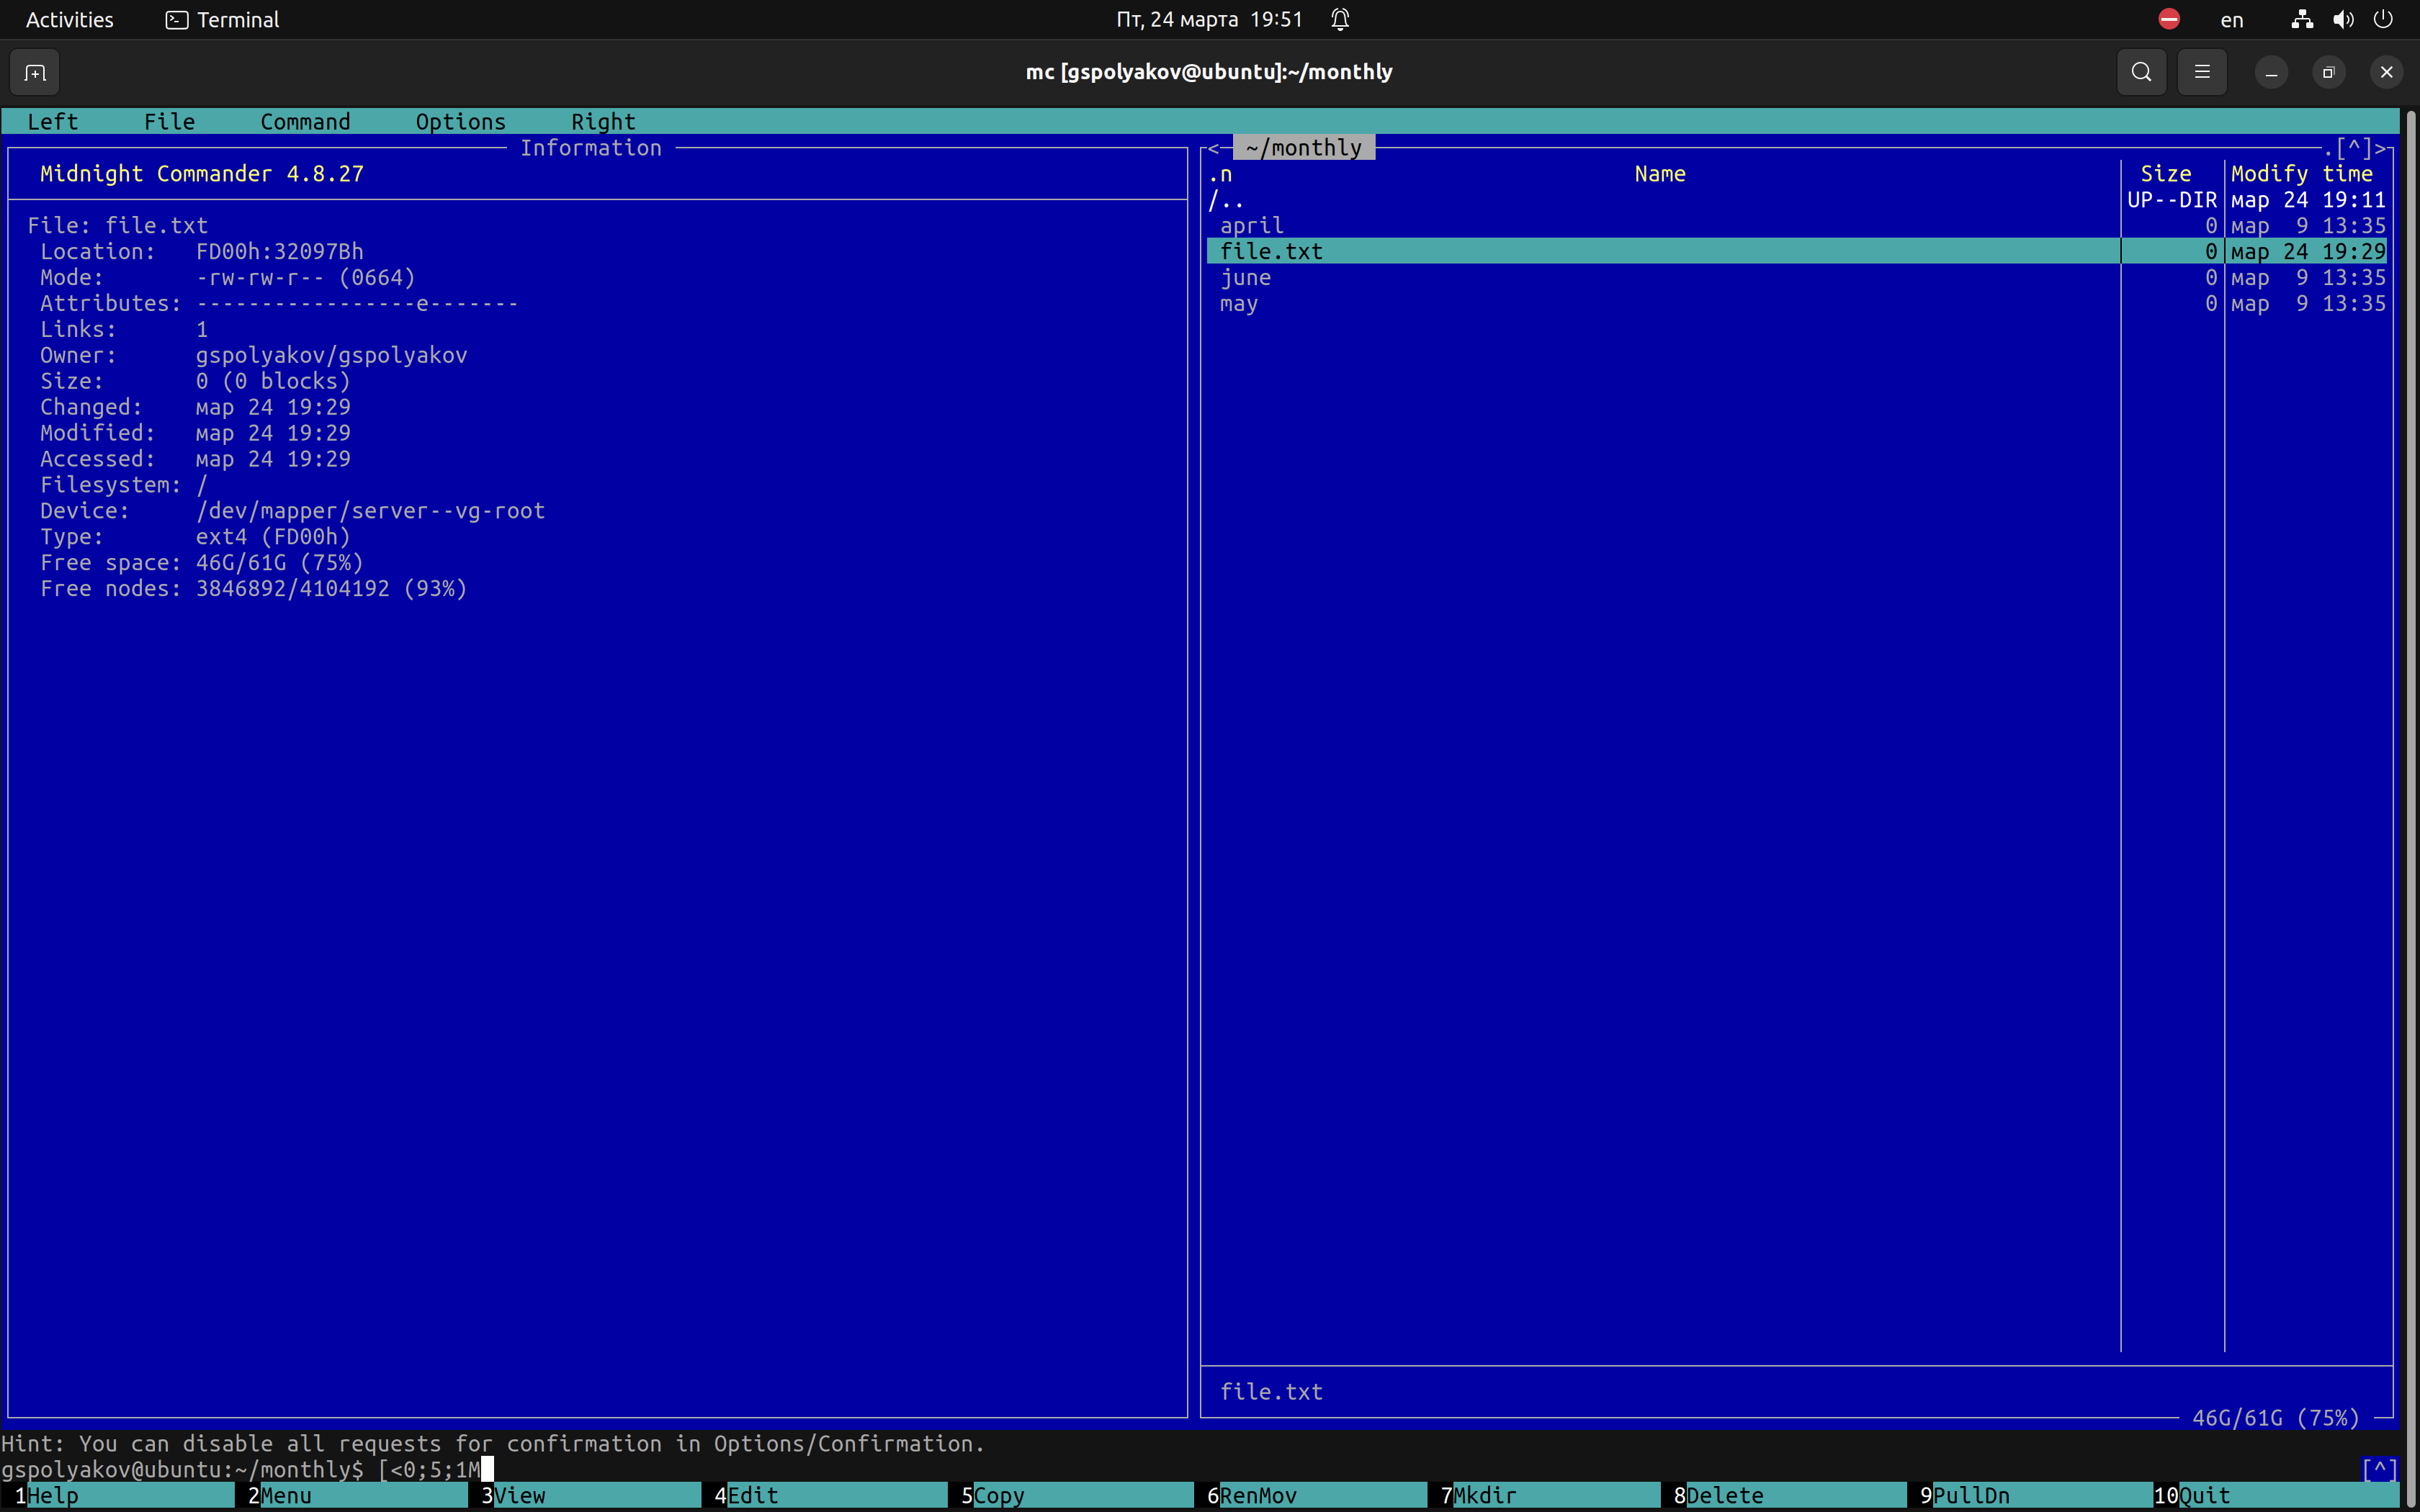 Activities Terminal Пт, 24 марта 19:51 en
mc [gspolyakov@ubuntu]:~/monthly
Left File Command Options Right
Information
Midnight Commander 4.8.27
File: file.txt
Location: FD00h:32097Bh
Mode: -rw-rw-r-- (0664)
Attributes: -----------------e-------
Links: 1
Owner: gspolyakov/gspolyakov
Size: 0 (0 blocks)
Changed: мар 24 19:29
Modified: мар 24 19:29
Accessed: мар 24 19:29
Filesystem: /
Device: /dev/mapper/server--vg-root
Type: ext4 (FD00h)
Free space: 46G/61G (75%)
Free nodes: 3846892/4104192 (93%)
<- ~/monthly .[^]>
.n Name Size Modify time
/.. UP--DIR мар 24 19:11
april 0 мар 9 13:35
file.txt 0 мар 24 19:29
june 0 мар 9 13:35
may 0 мар 9 13:35
file.txt
46G/61G (75%)
Hint: You can disable all requests for confirmation in Options/Confirmation.
gspolyakov@ubuntu:~/monthly$ [<0;5;1M [^]
1Help 2Menu 3View 4Edit 5Copy 6RenMov 7Mkdir 8Delete 9PullDn 10Quit